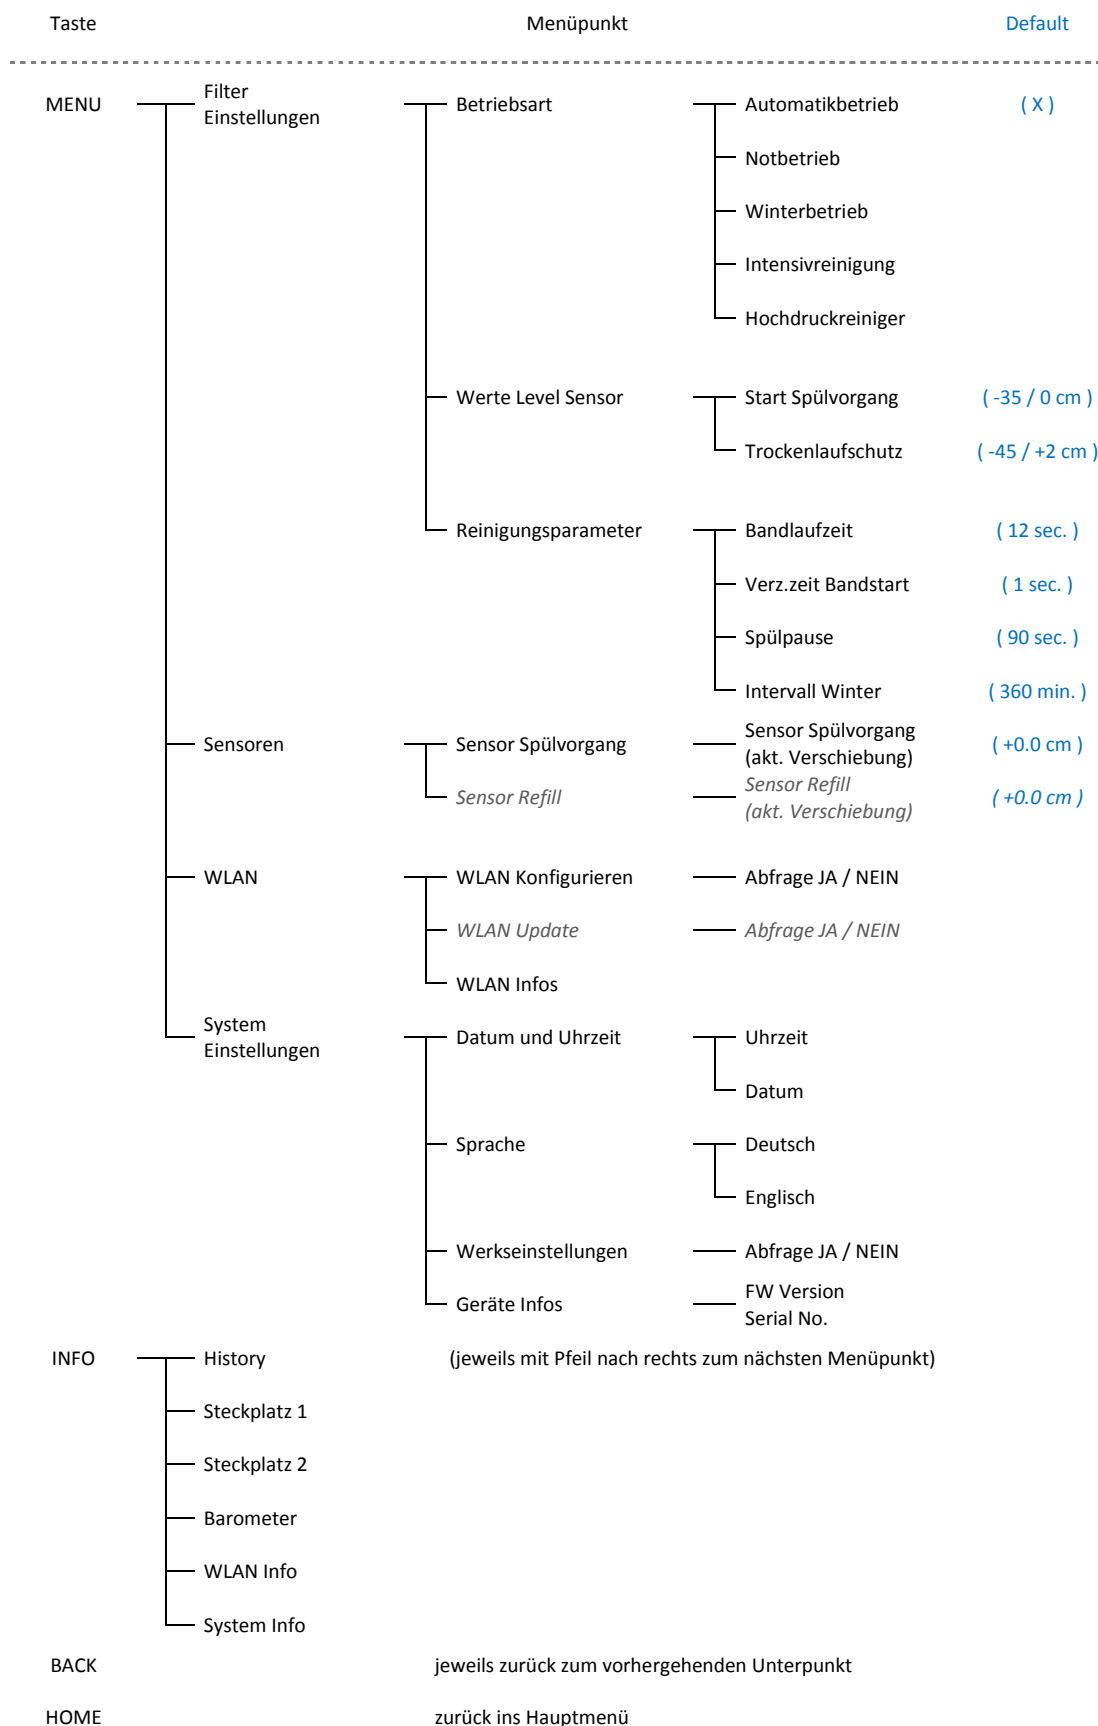 Taste Menüpunkt Default
MENU Filter
Einstellungen Betriebsart Automatikbetrieb ( X )
Notbetrieb
Winterbetrieb
Intensivreinigung
Hochdruckreiniger
Werte Level Sensor Start Spülvorgang ( -35 / 0 cm )
Trockenlaufschutz ( -45 / +2 cm )
Reinigungsparameter Bandlaufzeit ( 12 sec. )
Verz.zeit Bandstart ( 1 sec. )
Spülpause ( 90 sec. )
Intervall Winter ( 360 min. )
Sensoren Sensor Spülvorgang Sensor Spülvorgang
(akt. Verschiebung) ( +0.0 cm )
Sensor Refill Sensor Refill
(akt. Verschiebung) ( +0.0 cm )
WLAN WLAN Konfigurieren Abfrage JA / NEIN
WLAN Update Abfrage JA / NEIN
WLAN Infos
System
Einstellungen Datum und Uhrzeit Uhrzeit
Datum
Sprache Deutsch
Englisch
Werkseinstellungen Abfrage JA / NEIN
Geräte Infos FW Version
Serial No.
INFO History (jeweils mit Pfeil nach rechts zum nächsten Menüpunkt)
Steckplatz 1
Steckplatz 2
Barometer
WLAN Info
System Info
BACK jeweils zurück zum vorhergehenden Unterpunkt
HOME zurück ins Hauptmenü